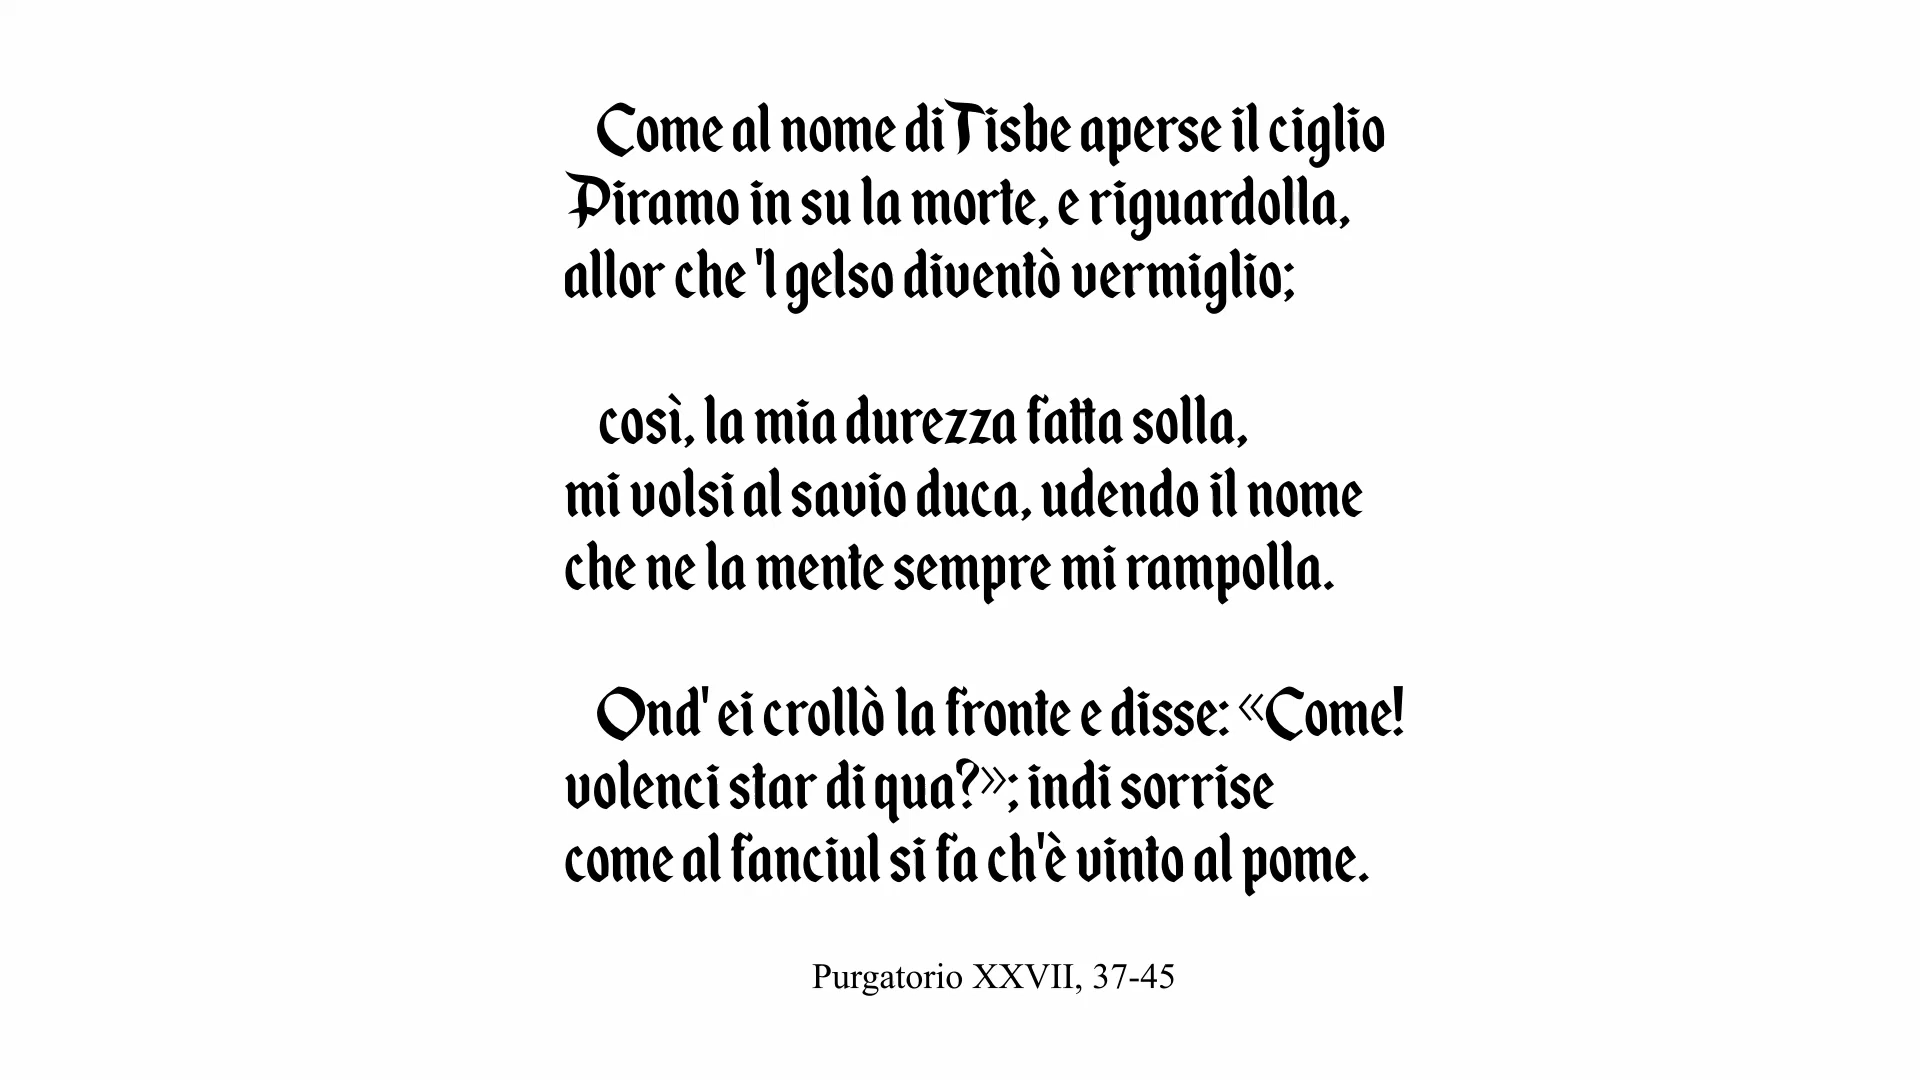 Come al nome di Tisbe aperse il ciglio
Piramo in su la morte, e riguardolla,
allor che 'l gelso diventò vermiglio;
così, la mia durezza fatta solla,
mi volsi al savio duca, udendo il nome
che ne la mente sempre mi rampolla.
Ond' ei crollò la fronte e disse: «Come!
volenci star di qua?»; indi sorrise
come al fanciul si fa ch'è vinto al pome.
Purgatorio XXVII, 37-45